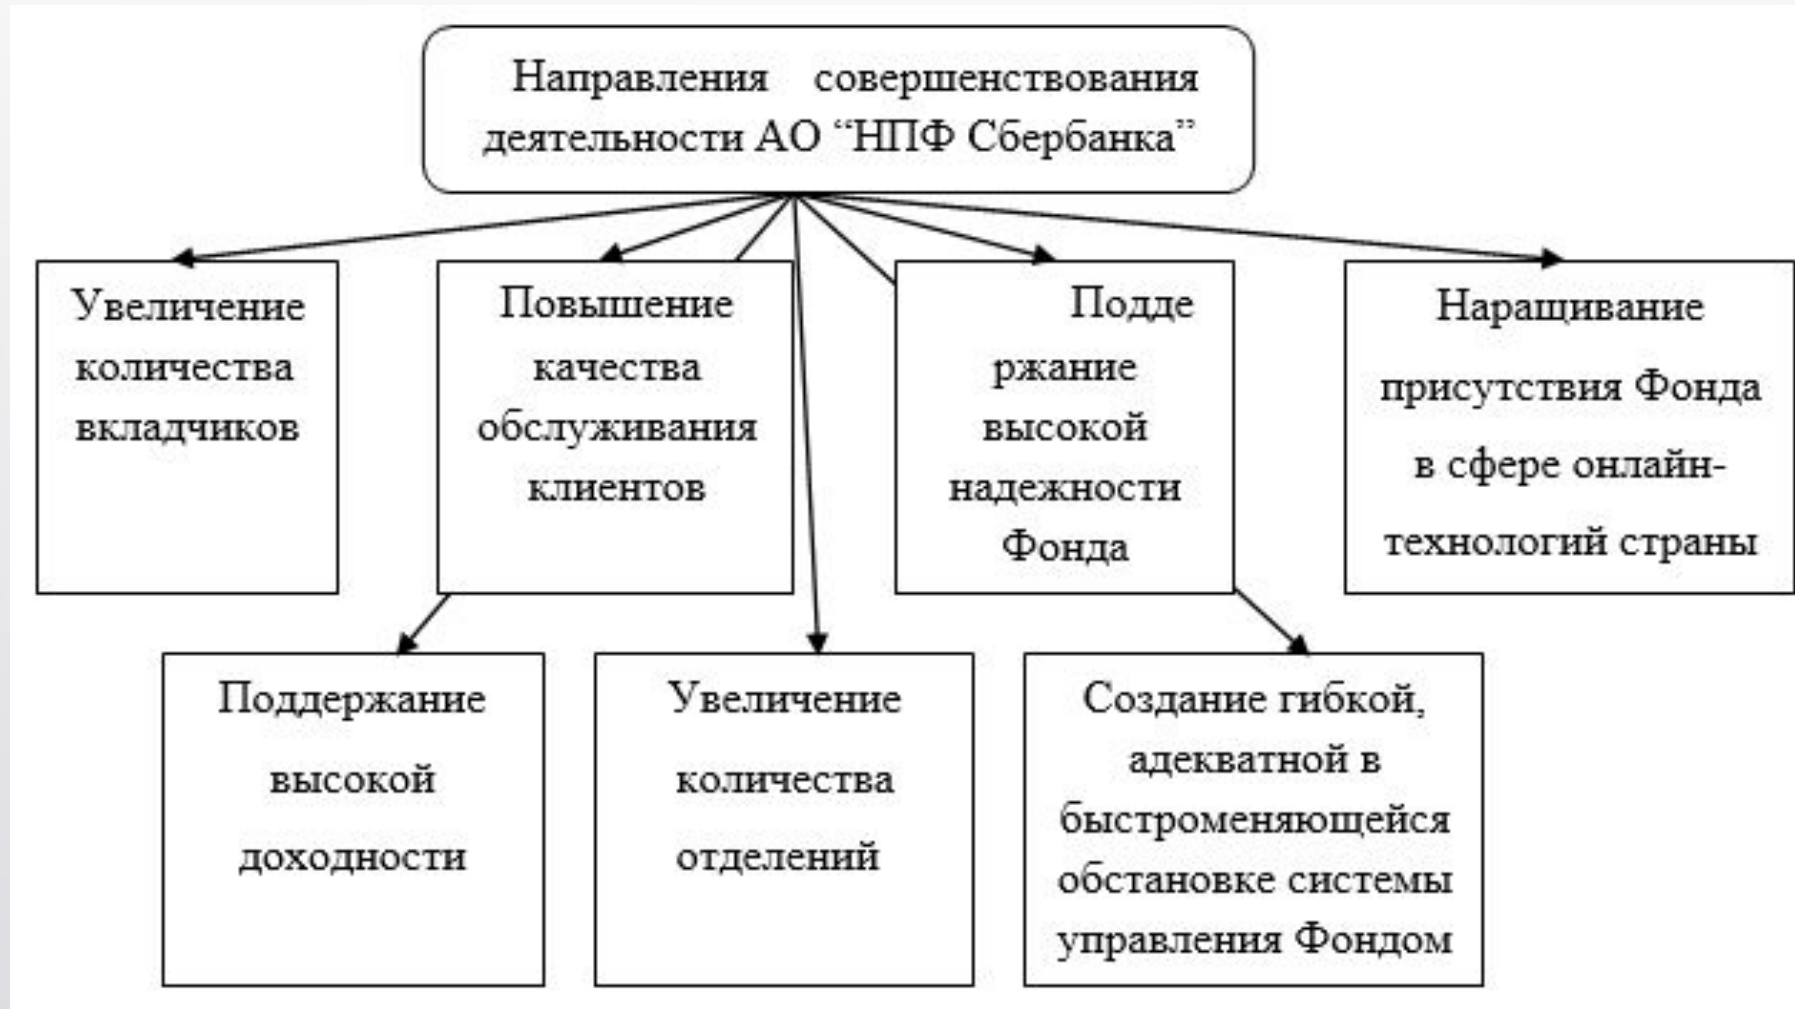 Направления совершенствования
деятельности АО “НПФ Сбербанка”
Увеличение
количества
вкладчиков
Повышение
качества
обслуживания
клиентов
Подде
ржание
высокой
надежности
Фонда
Наращивание
присутствия Фонда
в сфере онлайн-
технологий страны
Поддержание
высокой
доходности
Увеличение
количества
отделений
Создание гибкой,
адекватной в
быстроменяющейся
обстановке системы
управления Фондом